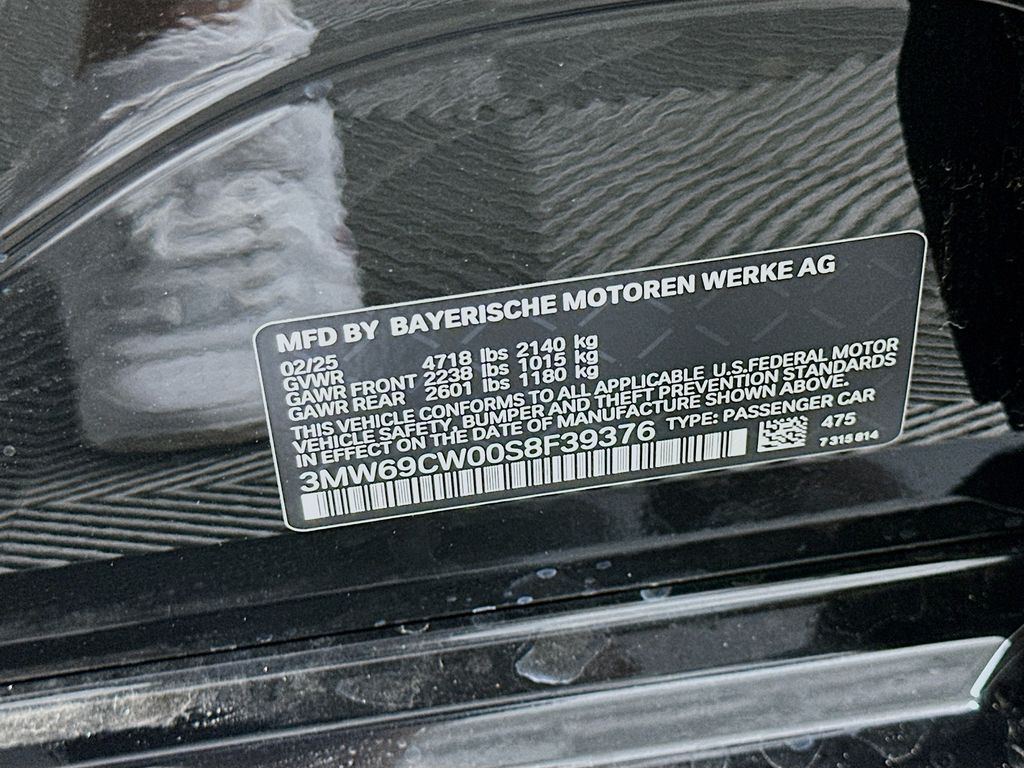 MFD BY BAYERISCHE MOTOREN WERKE AG
02/25
GVWR 4718 lbs 2140 kg
GAWR FRONT 2238 lbs 1015 kg
GAWR REAR 2601 lbs 1180 kg
THIS VEHICLE CONFORMS TO ALL APPLICABLE U.S.FEDERAL MOTOR
VEHICLE SAFETY, BUMPER AND THEFT PREVENTION STANDARDS
IN EFFECT ON THE DATE OF MANUFACTURE SHOWN ABOVE.
3MW69CW00S8F39376 TYPE: PASSENGER CAR
475
7 315 814